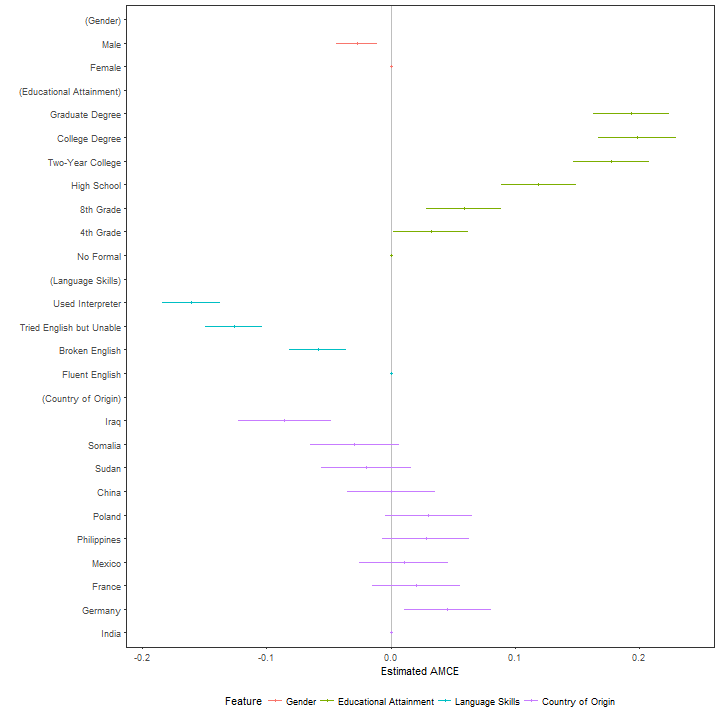 (Gender)
Male
Female
(Educational Attainment)
Graduate Degree
College Degree
Two-Year College
High School
8th Grade
4th Grade
No Formal
(Language Skills)
Used Interpreter
Tried English but Unable
Broken English
Fluent English
(Country of Origin)
Iraq
Somalia
Sudan
China
Poland
Philippines
Mexico
France
Germany
India
-0.2 -0.1 0.0 0.1 0.2
Estimated AMCE
Feature Gender Educational Attainment Language Skills Country of Origin